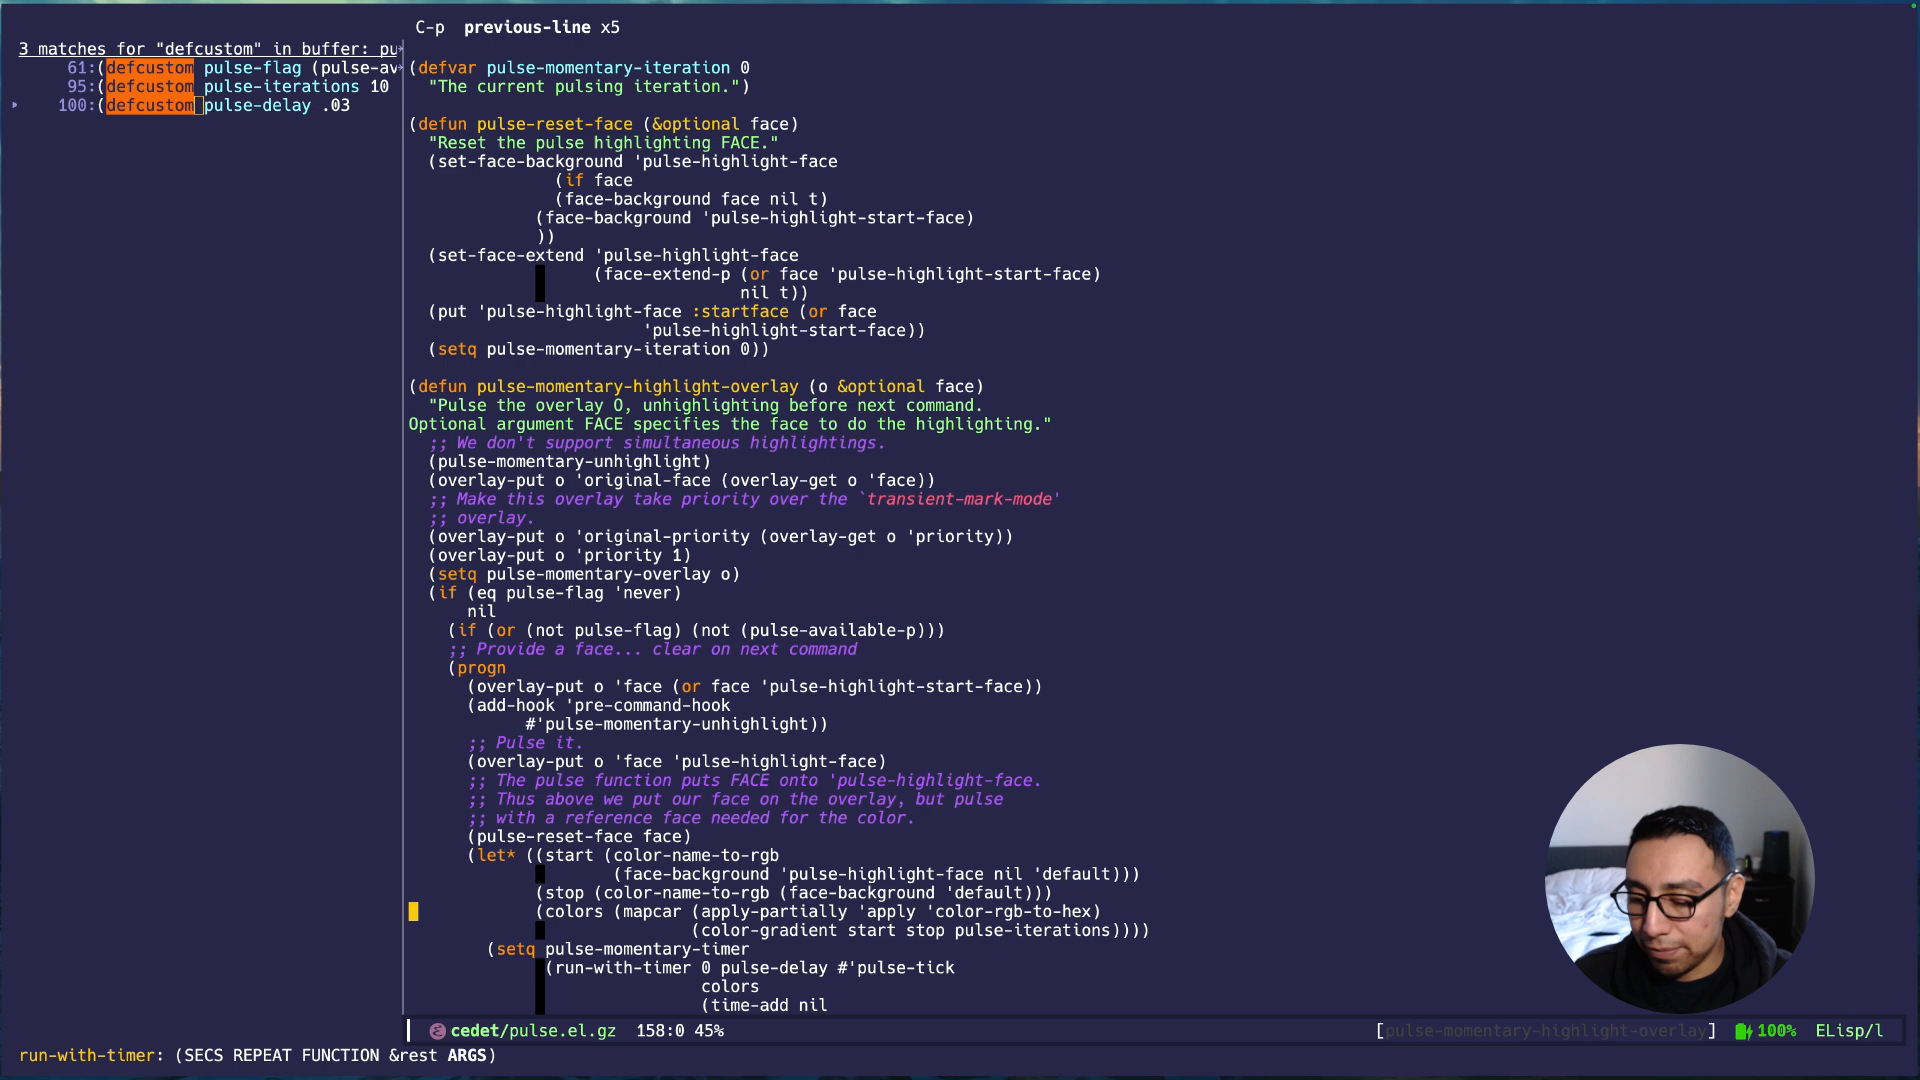 C-p previous-line x5
3 matches for "defcustom" in buffer: pu
61:(defcustom pulse-flag (pulse-av
95:(defcustom pulse-iterations 10
100:(defcustom pulse-delay .03
(defvar pulse-momentary-iteration 0
"The current pulsing iteration.")
(defun pulse-reset-face (&optional face)
"Reset the pulse highlighting FACE."
(set-face-background 'pulse-highlight-face
(if face
(face-background face nil t)
(face-background 'pulse-highlight-start-face)
))
(set-face-extend 'pulse-highlight-face
(face-extend-p (or face 'pulse-highlight-start-face)
nil t))
(put 'pulse-highlight-face :startface (or face
'pulse-highlight-start-face))
(setq pulse-momentary-iteration 0))
(defun pulse-momentary-highlight-overlay (o &optional face)
"Pulse the overlay O, unhighlighting before next command.
Optional argument FACE specifies the face to do the highlighting."
;; We don't support simultaneous highlightings.
(pulse-momentary-unhighlight)
(overlay-put o 'original-face (overlay-get o 'face))
;; Make this overlay take priority over the `transient-mark-mode'
;; overlay.
(overlay-put o 'original-priority (overlay-get o 'priority))
(overlay-put o 'priority 1)
(setq pulse-momentary-overlay o)
(if (eq pulse-flag 'never)
nil
(if (or (not pulse-flag) (not (pulse-available-p)))
;; Provide a face... clear on next command
(progn
(overlay-put o 'face (or face 'pulse-highlight-start-face))
(add-hook 'pre-command-hook
#'pulse-momentary-unhighlight))
;; Pulse it.
(overlay-put o 'face 'pulse-highlight-face)
;; The pulse function puts FACE onto 'pulse-highlight-face.
;; Thus above we put our face on the overlay, but pulse
;; with a reference face needed for the color.
(pulse-reset-face face)
(let* ((start (color-name-to-rgb
(face-background 'pulse-highlight-face nil 'default)))
(stop (color-name-to-rgb (face-background 'default)))
(colors (mapcar (apply-partially 'apply 'color-rgb-to-hex)
(color-gradient start stop pulse-iterations))))
(setq pulse-momentary-timer
(run-with-timer 0 pulse-delay #'pulse-tick
colors
(time-add nil
cedet/pulse.el.gz 158:0 45% [pulse-momentary-highlight-overlay] 100% ELisp/l
run-with-timer: (SECS REPEAT FUNCTION &rest ARGS)